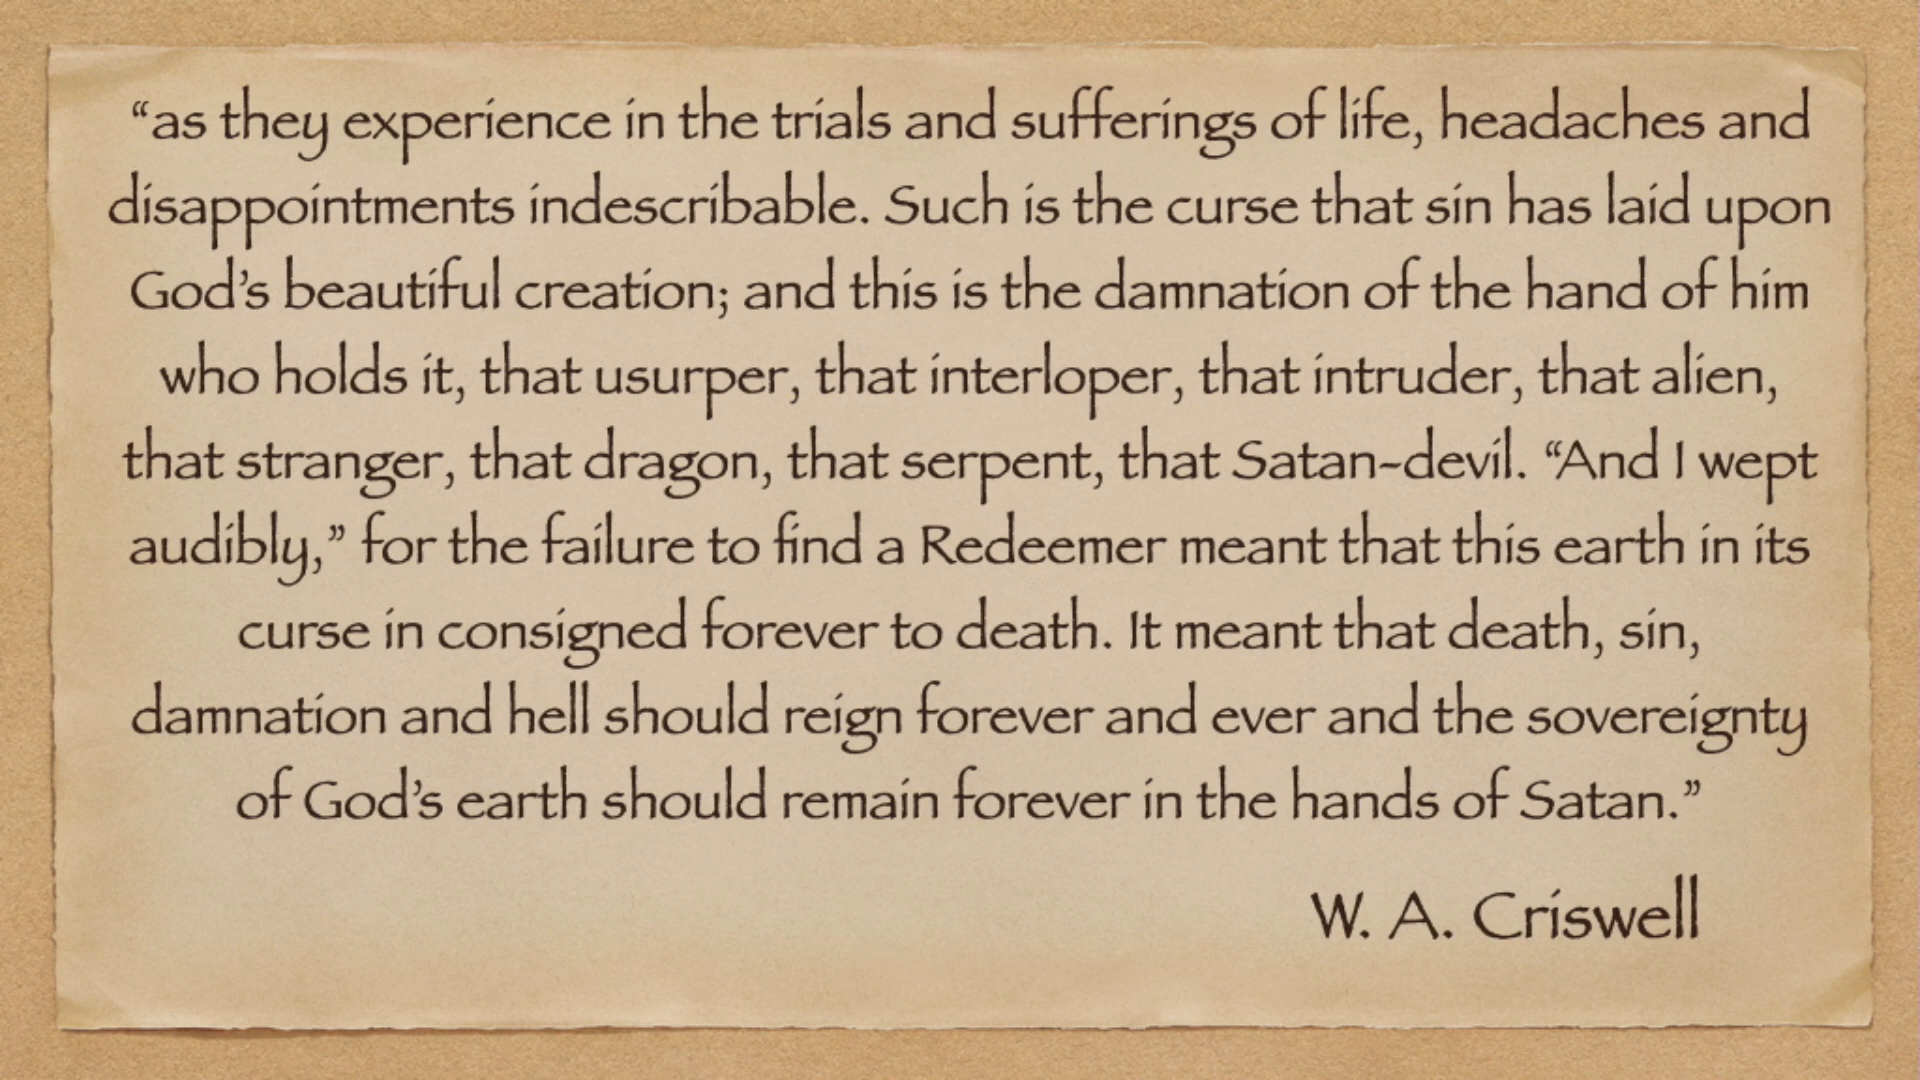 “as they experience in the trials and sufferings of life, headaches and
disappointments indescribable. Such is the curse that sin has laid upon
God’s beautiful creation; and this is the damnation of the hand of him
who holds it, that usurper, that interloper, that intruder, that alien,
that stranger, that dragon, that serpent, that Satan-devil. “And I wept
audibly,” for the failure to find a Redeemer meant that this earth in its
curse in consigned forever to death. It meant that death, sin,
damnation and hell should reign forever and ever and the sovereignty
of God’s earth should remain forever in the hands of Satan.”
W. A. Criswell